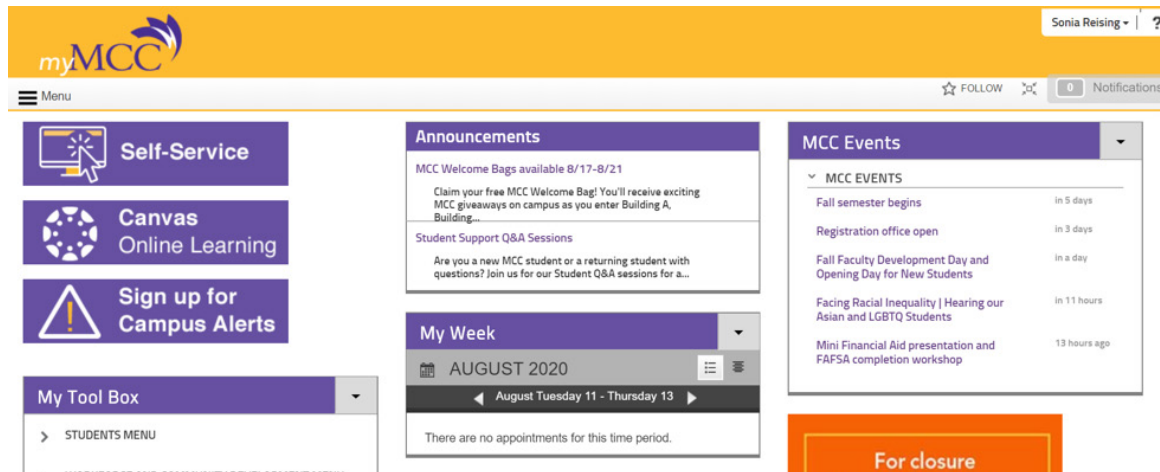 myMCC
Sonia Reising
?
Menu
FOLLOW
0
Notifications
Self-Service
Canvas
Online Learning
Sign up for
Campus Alerts
My Tool Box
STUDENTS MENU
Announcements
MCC Welcome Bags available 8/17-8/21
Claim your free MCC Welcome Bag! You'll receive exciting
MCC giveaways on campus as you enter Building A,
Building...
Student Support Q&A Sessions
Are you a new MCC student or a returning student with
questions? Join us for our Student Q&A sessions for a...
My Week
AUGUST 2020
August Tuesday 11 - Thursday 13
There are no appointments for this time period.
MCC Events
MCC EVENTS
Fall semester begins
in 5 days
Registration office open
in 3 days
Fall Faculty Development Day and
Opening Day for New Students
in a day
Facing Racial Inequality | Hearing our
Asian and LGBTQ Students
in 11 hours
Mini Financial Aid presentation and
FAFSA completion workshop
13 hours ago
For closure